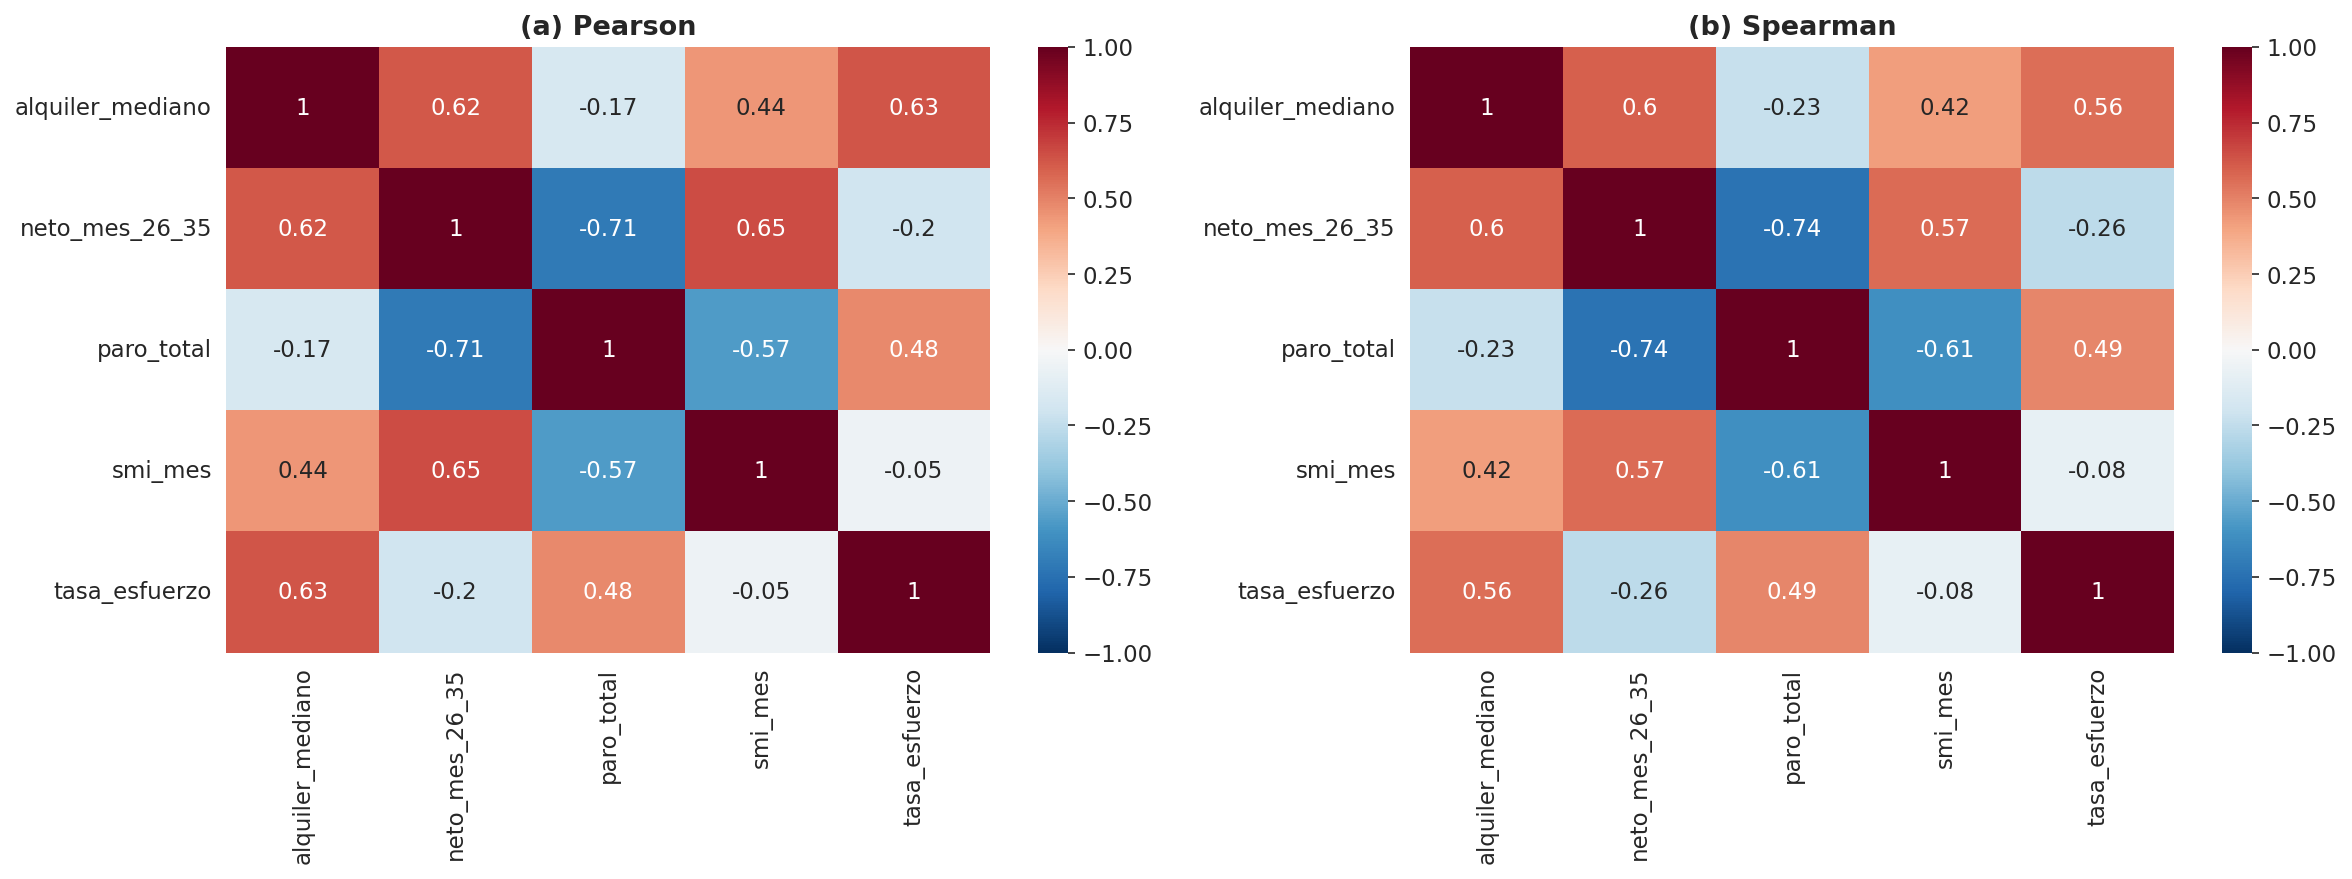 (a) Pearson
alquiler_mediano 1 0.62 -0.17 0.44 0.63
neto_mes_26_35 0.62 1 -0.71 0.65 -0.2
paro_total -0.17 -0.71 1 -0.57 0.48
smi_mes 0.44 0.65 -0.57 1 -0.05
tasa_esfuerzo 0.63 -0.2 0.48 -0.05 1
alquiler_mediano
neto_mes_26_35
paro_total
smi_mes
tasa_esfuerzo
1.00
0.75
0.50
0.25
0.00
−0.25
−0.50
−0.75
−1.00
(b) Spearman
alquiler_mediano 1 0.6 -0.23 0.42 0.56
neto_mes_26_35 0.6 1 -0.74 0.57 -0.26
paro_total -0.23 -0.74 1 -0.61 0.49
smi_mes 0.42 0.57 -0.61 1 -0.08
tasa_esfuerzo 0.56 -0.26 0.49 -0.08 1
alquiler_mediano
neto_mes_26_35
paro_total
smi_mes
tasa_esfuerzo
1.00
0.75
0.50
0.25
0.00
−0.25
−0.50
−0.75
−1.00